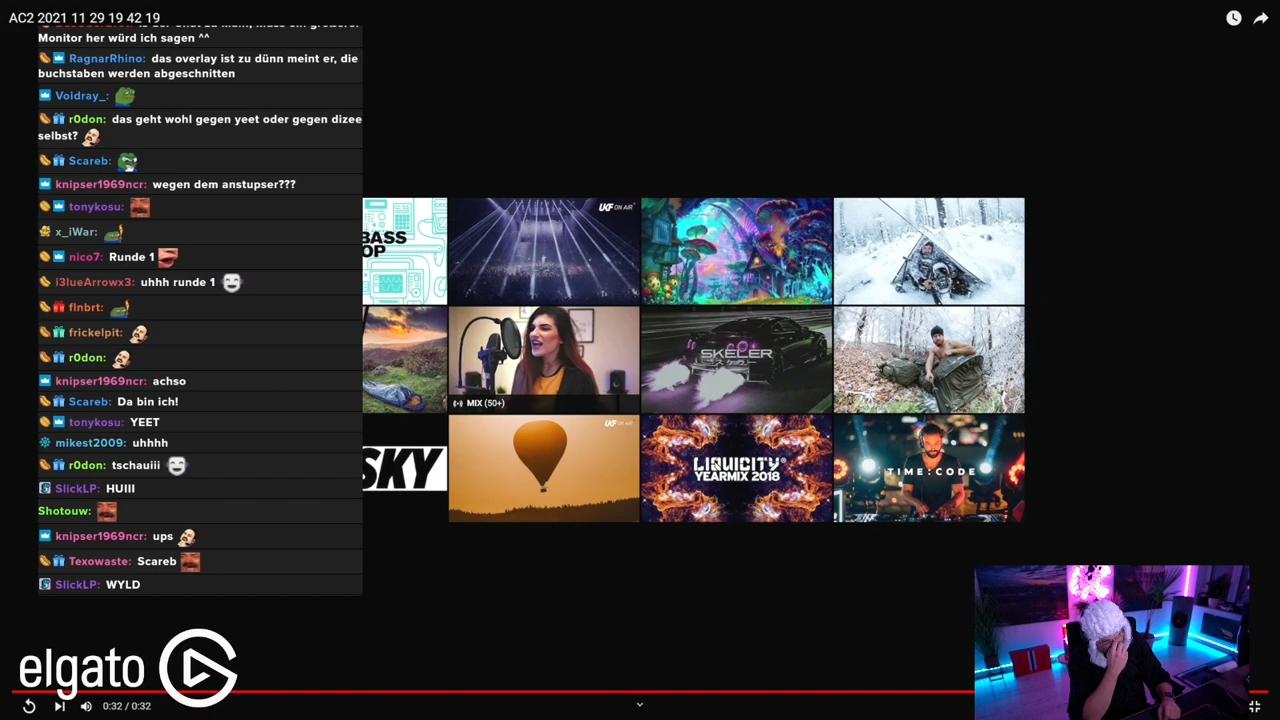 AC2 2021 11 29 19 42 19
Monitor her würd ich sagen ^^
RagnarRhino: das overlay ist zu dünn meint er, die
buchstaben werden abgeschnitten
Voidray_:
r0don: das geht wohl gegen yeet oder gegen dizee
selbst?
Scareb:
knipser1969ncr: wegen dem anstupser???
tonykosu:
x_iWar:
nico7: Runde 1
i3lueArrowx3: uhhh runde 1
flnbrt:
frickelpit:
r0don:
knipser1969ncr: achso
Scareb: Da bin ich!
tonykosu: YEET
mikest2009: uhhhh
r0don: tschauiii
SlickLP: HUIII
Shotouw:
knipser1969ncr: ups
Texowaste: Scareb
SlickLP: WYLD
BASS
OP
UKF ON AIR
MIX (50+)
SKELER
スケラー
SKY
UKF ON AIR
LIQUICITY
YEARMIX 2018
TIME:CODE
elgato
0:32 / 0:32